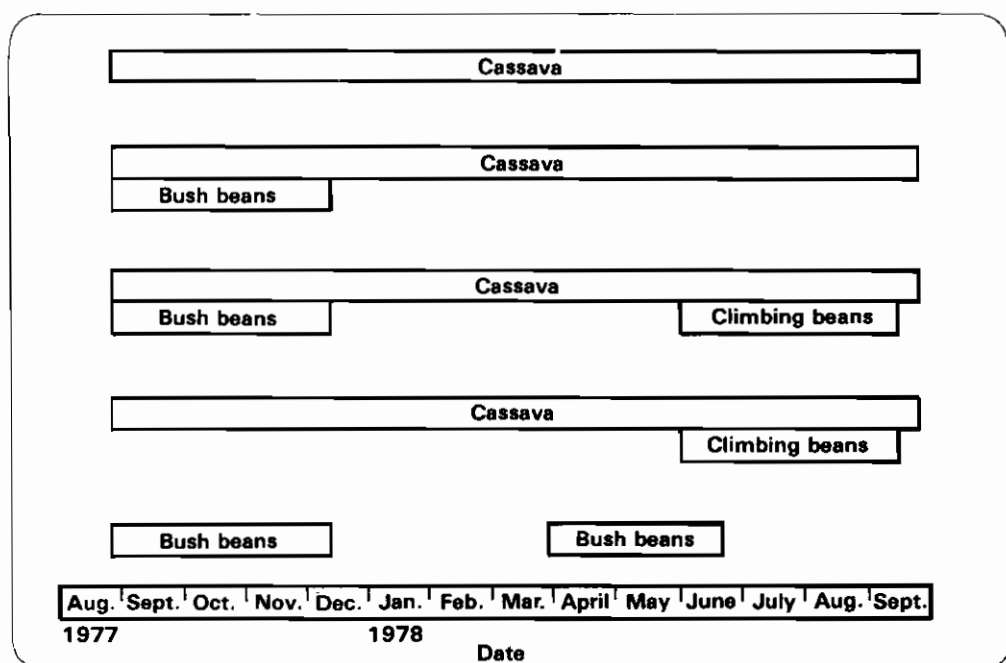 Cassava
Cassava
Bush beans
Cassava
Bush beans Climbing beans
Cassava
Climbing beans
Bush beans Bush beans
Aug. Sept. Oct. Nov. Dec. Jan. Feb. Mar. April May June July Aug. Sept.
1977 1978
Date